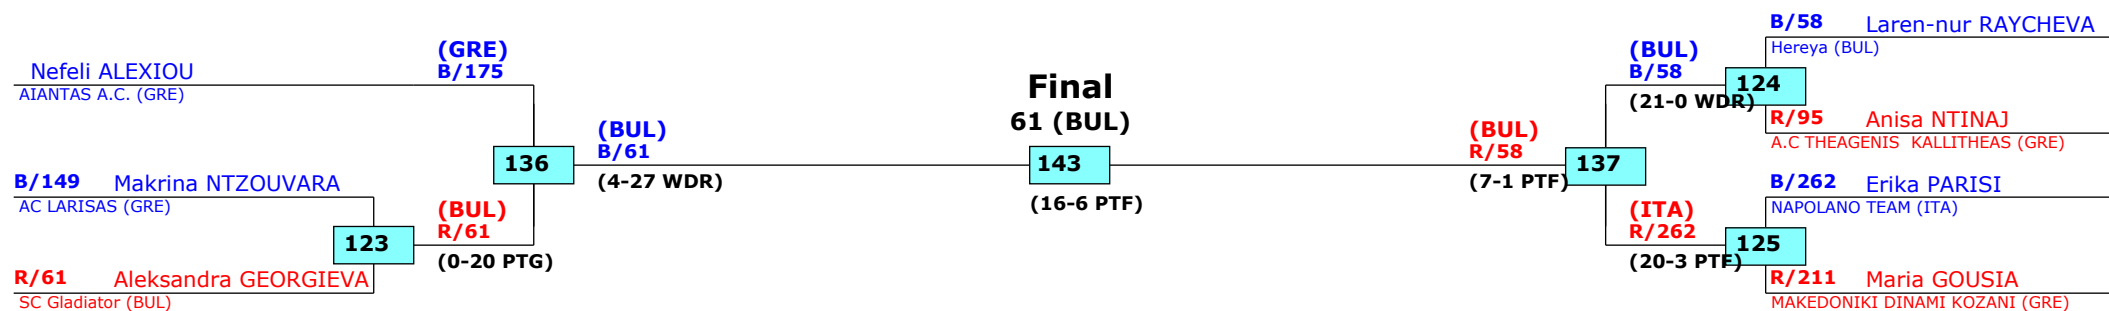 Nefeli ALEXIOU
AIANTAS A.C. (GRE)
B/149 Makrina NTZOUVARA
AC LARISAS (GRE)
R/61 Aleksandra GEORGIEVA
SC Gladiator (BUL)
123
(GRE)
B/175
(BUL)
R/61
(0-20 PTG)
136
(BUL)
B/61
(4-27 WDR)
Final
61 (BUL)
143
(16-6 PTF)
(BUL)
R/58
(7-1 PTF)
137
(BUL)
B/58
(21-0 WDR)
(ITA)
R/262
(20-3 PTF)
124
125
B/58 Laren-nur RAYCHEVA
Hereya (BUL)
R/95 Anisa NTINAJ
A.C THEAGENIS  KALLITHEAS (GRE)
B/262 Erika PARISI
NAPOLANO TEAM (ITA)
R/211 Maria GOUSIA
MAKEDONIKI DINAMI KOZANI (GRE)